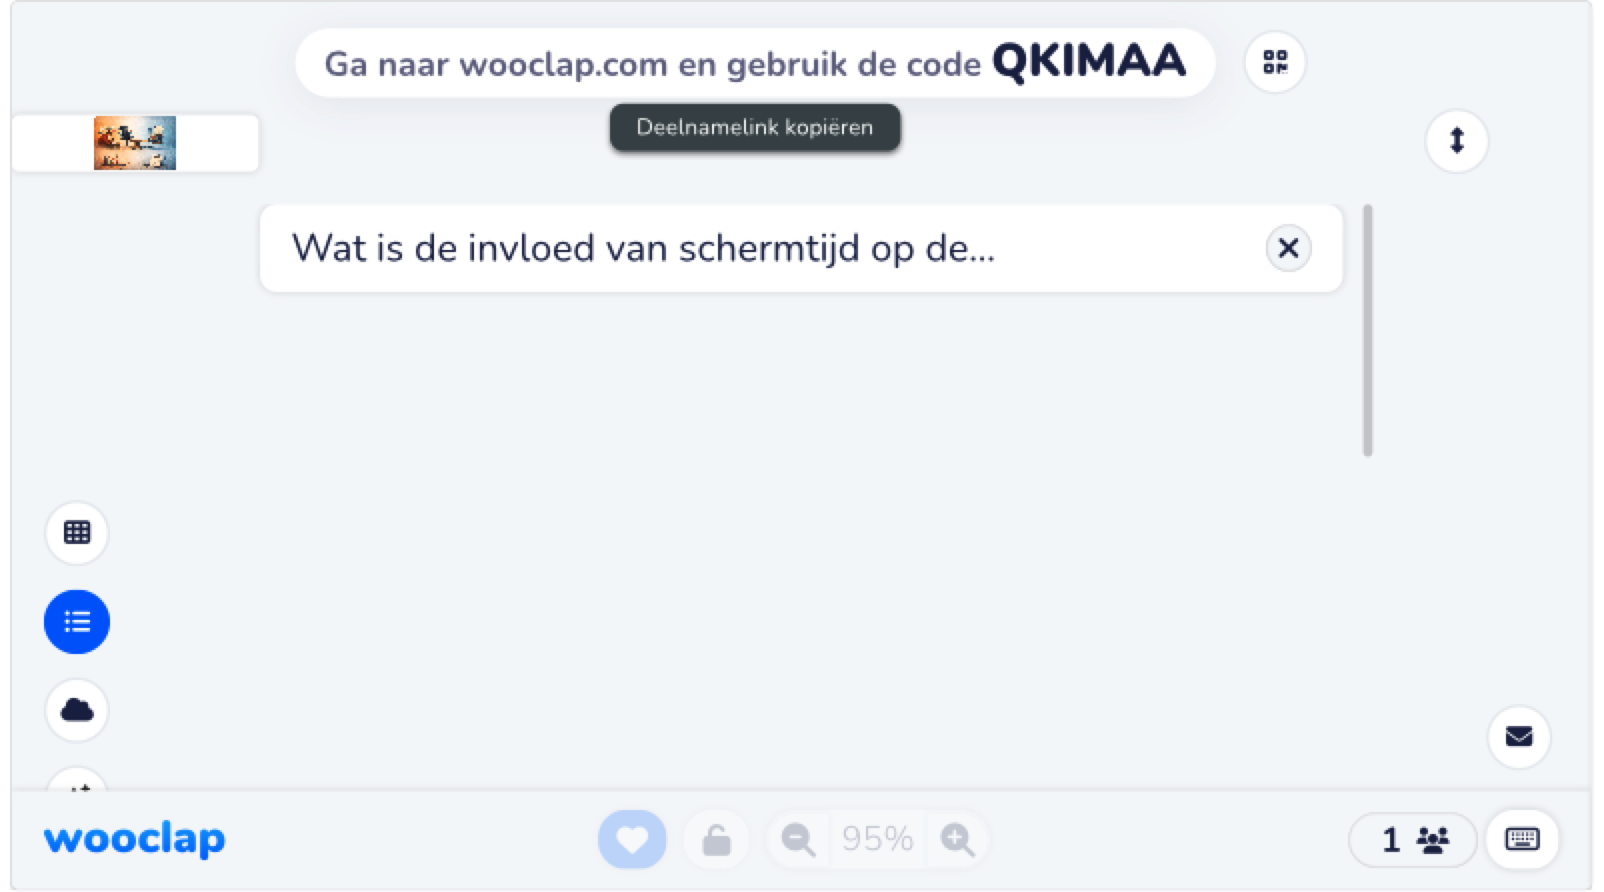 Ga naar wooclap.com en gebruik de code QKIMAA
Deelnamelink kopiëren
Wat is de invloed van schermtijd op de...
wooclap
95%
1